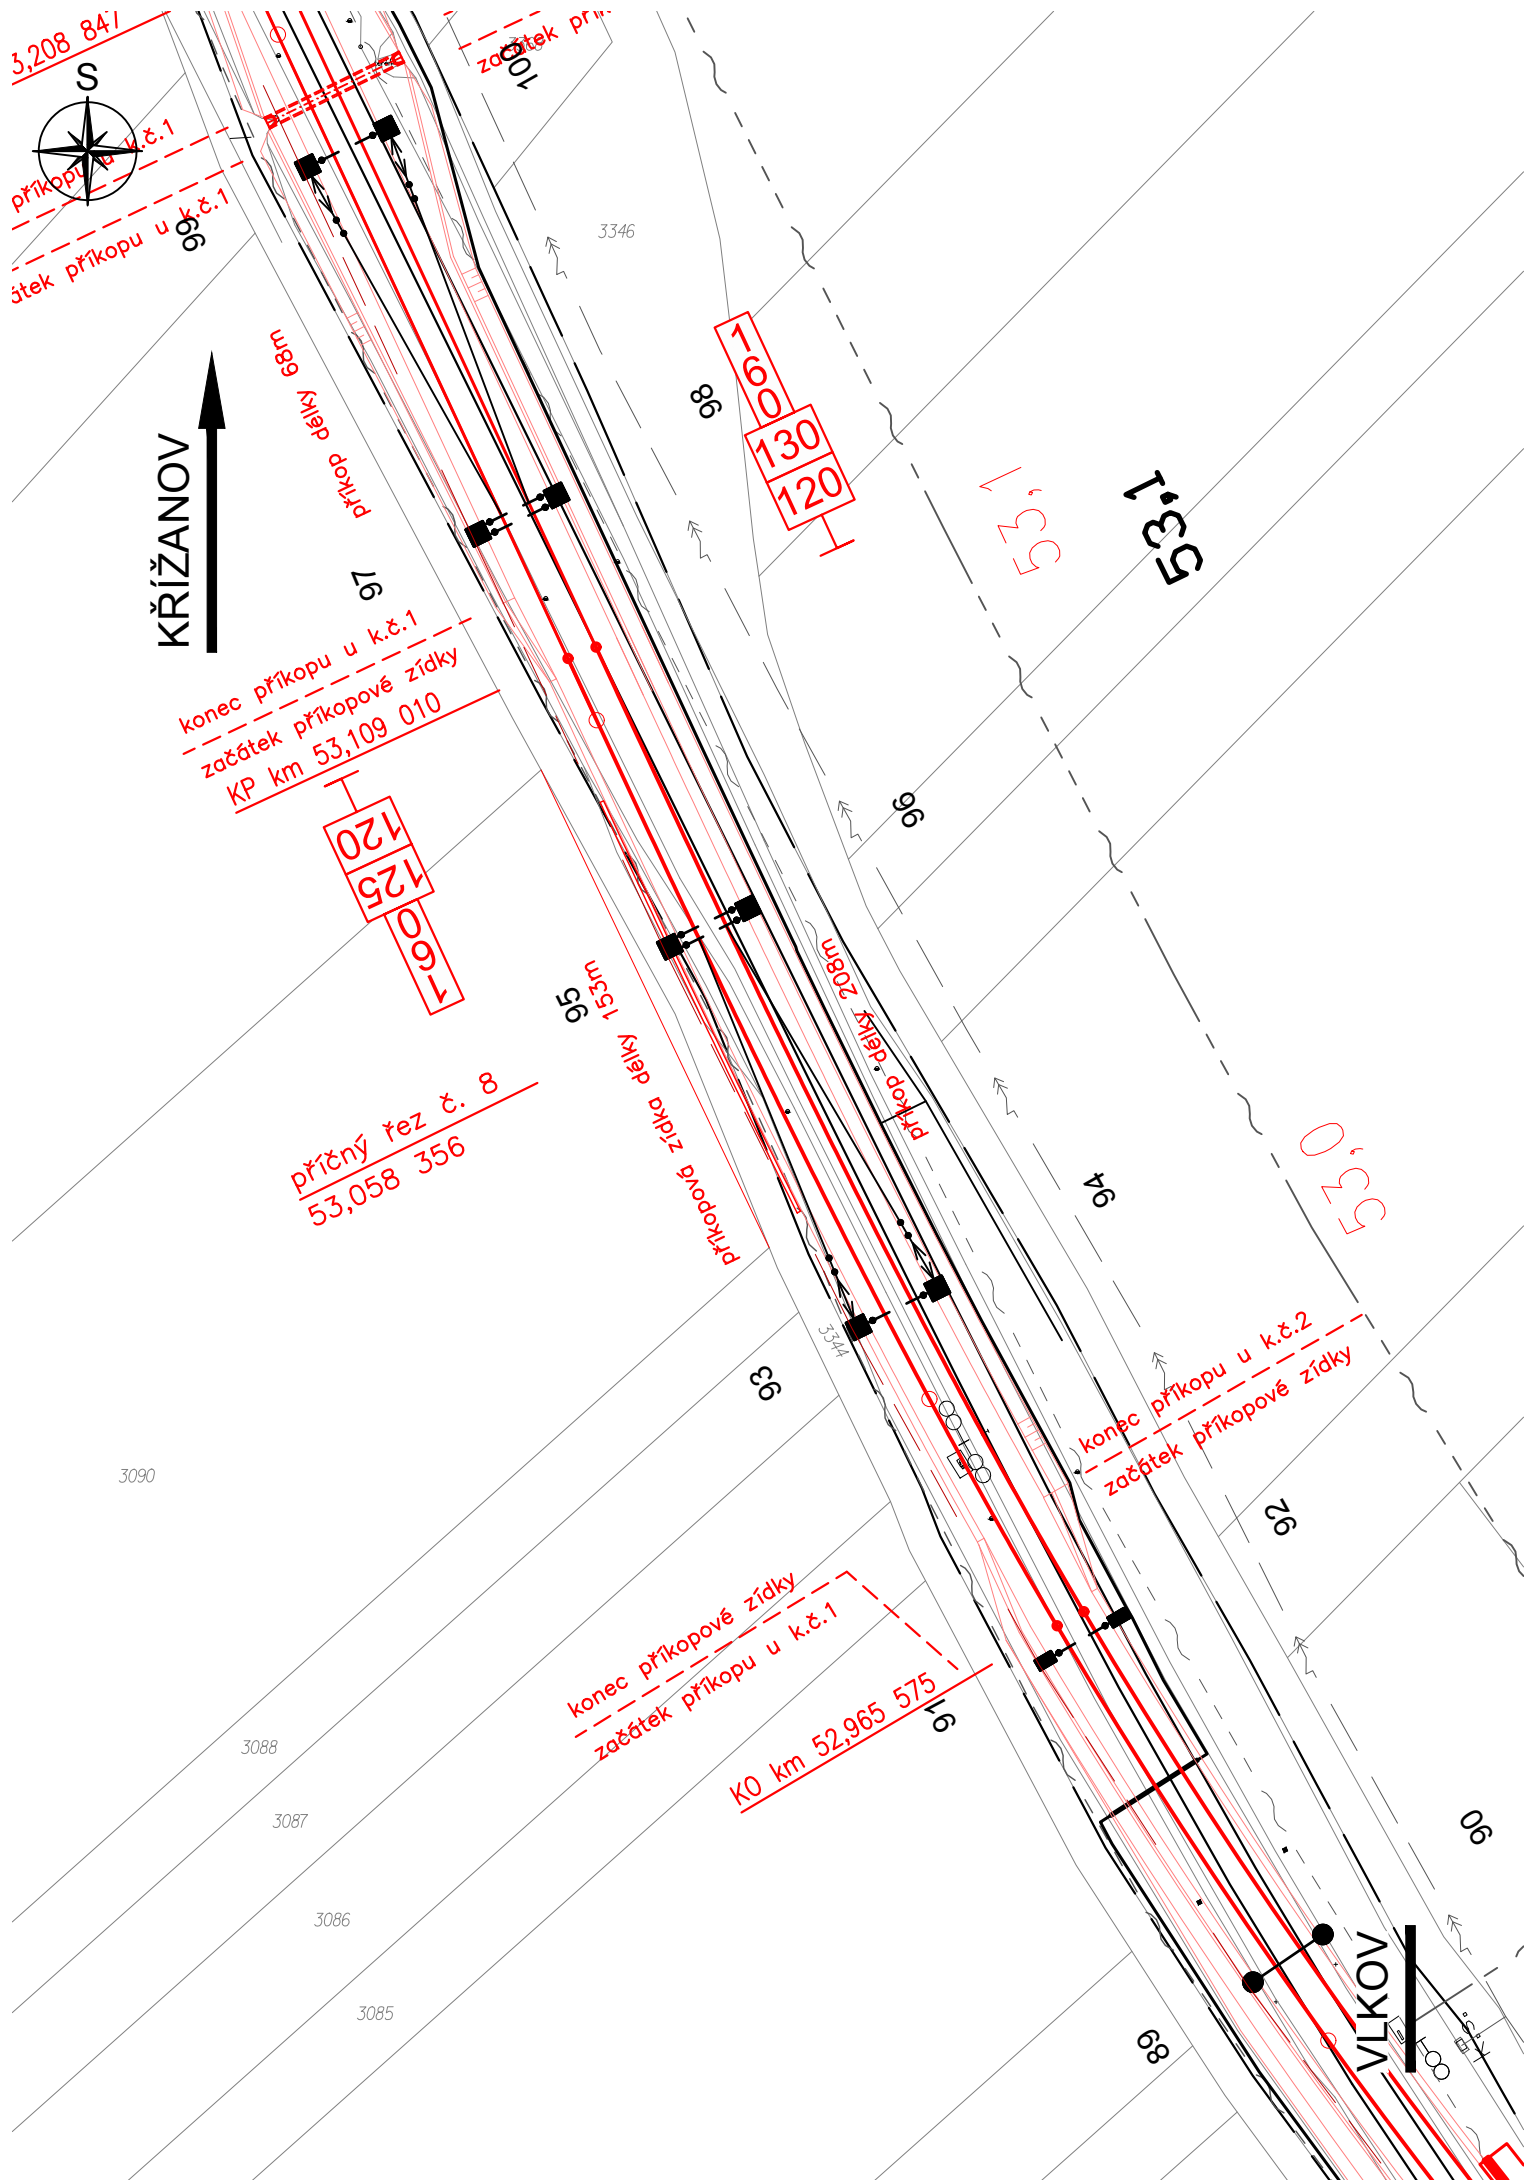 3,208 847
S
příkopu u k.č.1
příkopu u k.č.1
99
100
3346
příkop délky 68m
KŘÍŽANOV
98
160
130
120
53,1
53,1
97
konec příkopu u k.č.1
začátek příkopové zídky
KP km 53,109 010
120
125
160
96
95
příkopová zídka délky 153m
příkop délky 208m
příčný řez č. 8
53,058 356
94
53,0
3344
93
konec příkopu u k.č.2
začátek příkopové zídky
92
3090
konec příkopové zídky
začátek příkopu u k.č.1
KO km 52,965 575
91
3088
3087
3086
3085
90
VLKOV
89